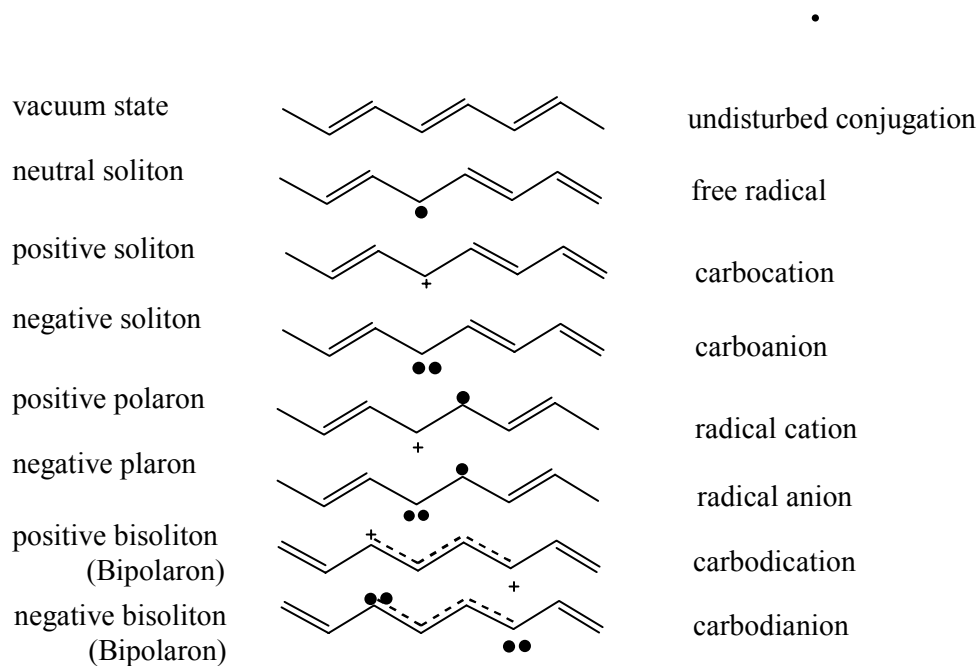 vacuum state
undisturbed conjugation
neutral soliton
free radical
positive soliton
carbocation
+
negative soliton
carboanion
positive polaron
radical cation
+
negative plaron
radical anion
positive bisoliton
+
(Bipolaron)
carbodication
+
negative bisoliton
(Bipolaron)
carbodianion